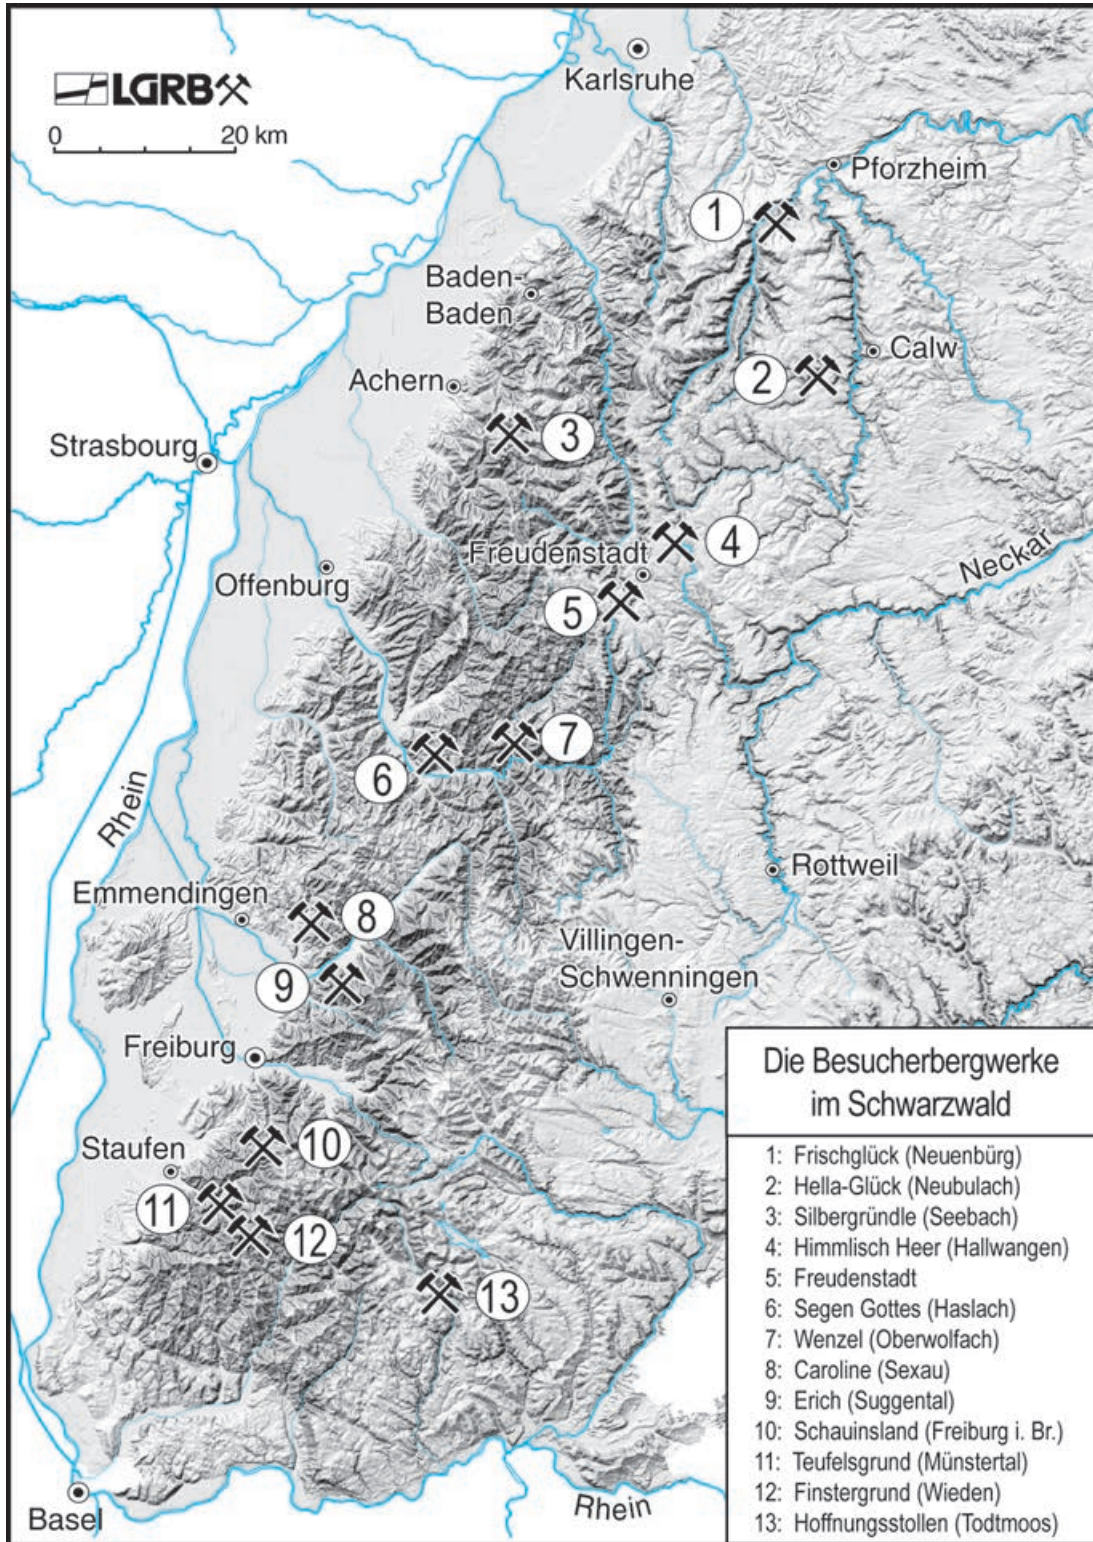 LGRB
0 20 km
Karlsruhe
Pforzheim
1
Baden-
Baden
Calw
2
Achern
3
Strasbourg
4
Freudenstadt
Neckar
Offenburg
5
7
6
Rhein
Rottweil
Emmendingen
8
Villingen-
Schwenningen
9
Freiburg
10
Staufen
11
12
13
Basel
Rhein
Die Besucherbergwerke
im Schwarzwald
1: Frischglück (Neuenbürg)
2: Hella-Glück (Neubulach)
3: Silbergründle (Seebach)
4: Himmlisch Heer (Hallwangen)
5: Freudenstadt
6: Segen Gottes (Haslach)
7: Wenzel (Oberwolfach)
8: Caroline (Sexau)
9: Erich (Suggental)
10: Schauinsland (Freiburg i. Br.)
11: Teufelsgrund (Münstertal)
12: Finstergrund (Wieden)
13: Hoffnungsstollen (Todtmoos)